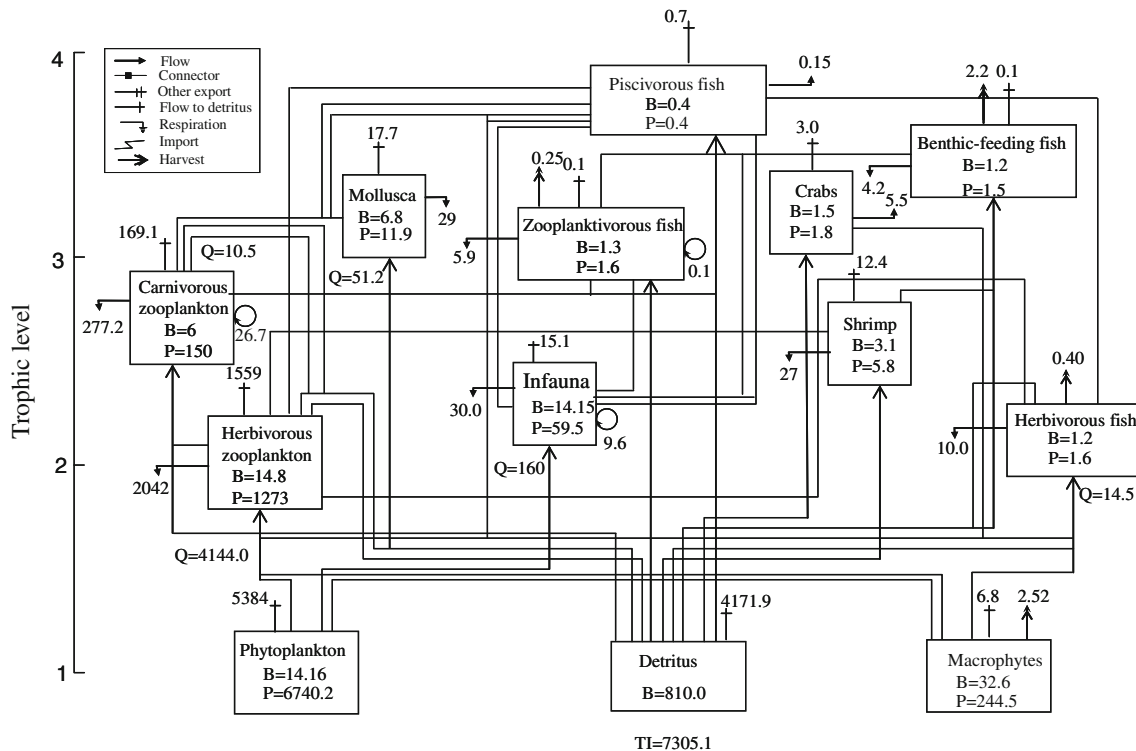 4
3
2
1
Trophic level
Flow
Connector
Other export
Flow to detritus
Respiration
Import
Harvest
0.7
0.15
Piscivorous fish
B=0.4
P=0.4
2.2
0.1
Benthic-feeding fish
B=1.2
P=1.5
4.2
17.7
Mollusca
B=6.8
P=11.9
29
Q=51.2
0.25
0.1
Zooplanktivorous fish
B=1.3
P=1.6
5.9
0.1
3.0
Crabs
B=1.5
P=1.8
5.5
169.1
Q=10.5
Carnivorous
zooplankton
B=6
P=150
277.2
26.7
12.4
Shrimp
B=3.1
P=5.8
27
15.1
Infauna
B=14.15
P=59.5
30.0
9.6
Q=160
0.40
Herbivorous fish
B=1.2
P=1.6
10.0
Q=14.5
1559
Herbivorous
zooplankton
B=14.8
P=1273
2042
Q=4144.0
5384
Phytoplankton
B=14.16
P=6740.2
4171.9
Detritus
B=810.0
6.8
2.52
Macrophytes
B=32.6
P=244.5
TI=7305.1